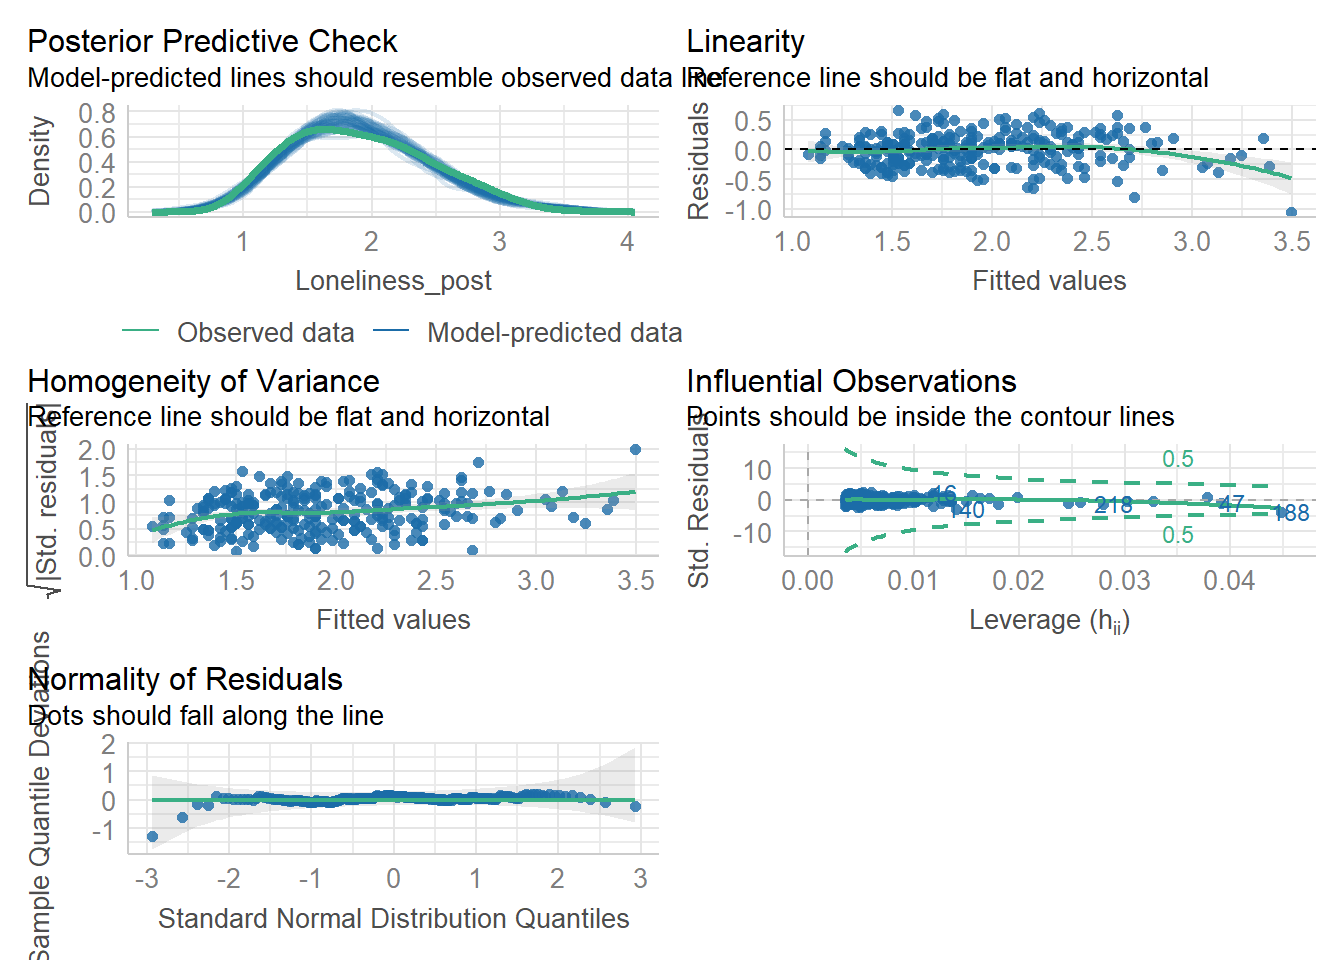 Posterior Predictive Check
Model-predicted lines should resemble observed data line
Density
0.8
0.6
0.4
0.2
0.0
1 2 3 4
Loneliness_post
Observed data Model-predicted data
Linearity
Reference line should be flat and horizontal
Residuals
0.5
0.0
-0.5
-1.0
1.0 1.5 2.0 2.5 3.0 3.5
Fitted values
Homogeneity of Variance
Reference line should be flat and horizontal
√|Std. residuals|
2.0
1.5
1.0
0.5
0.0
1.0 1.5 2.0 2.5 3.0 3.5
Fitted values
Influential Observations
Points should be inside the contour lines
Std. Residuals
10
0
-10
0.5
16
140
218
47
188
0.5
0.00 0.01 0.02 0.03 0.04
Leverage (hii)
Normality of Residuals
Dots should fall along the line
Sample Quantile Deviations
2
1
0
-1
-3 -2 -1 0 1 2 3
Standard Normal Distribution Quantiles